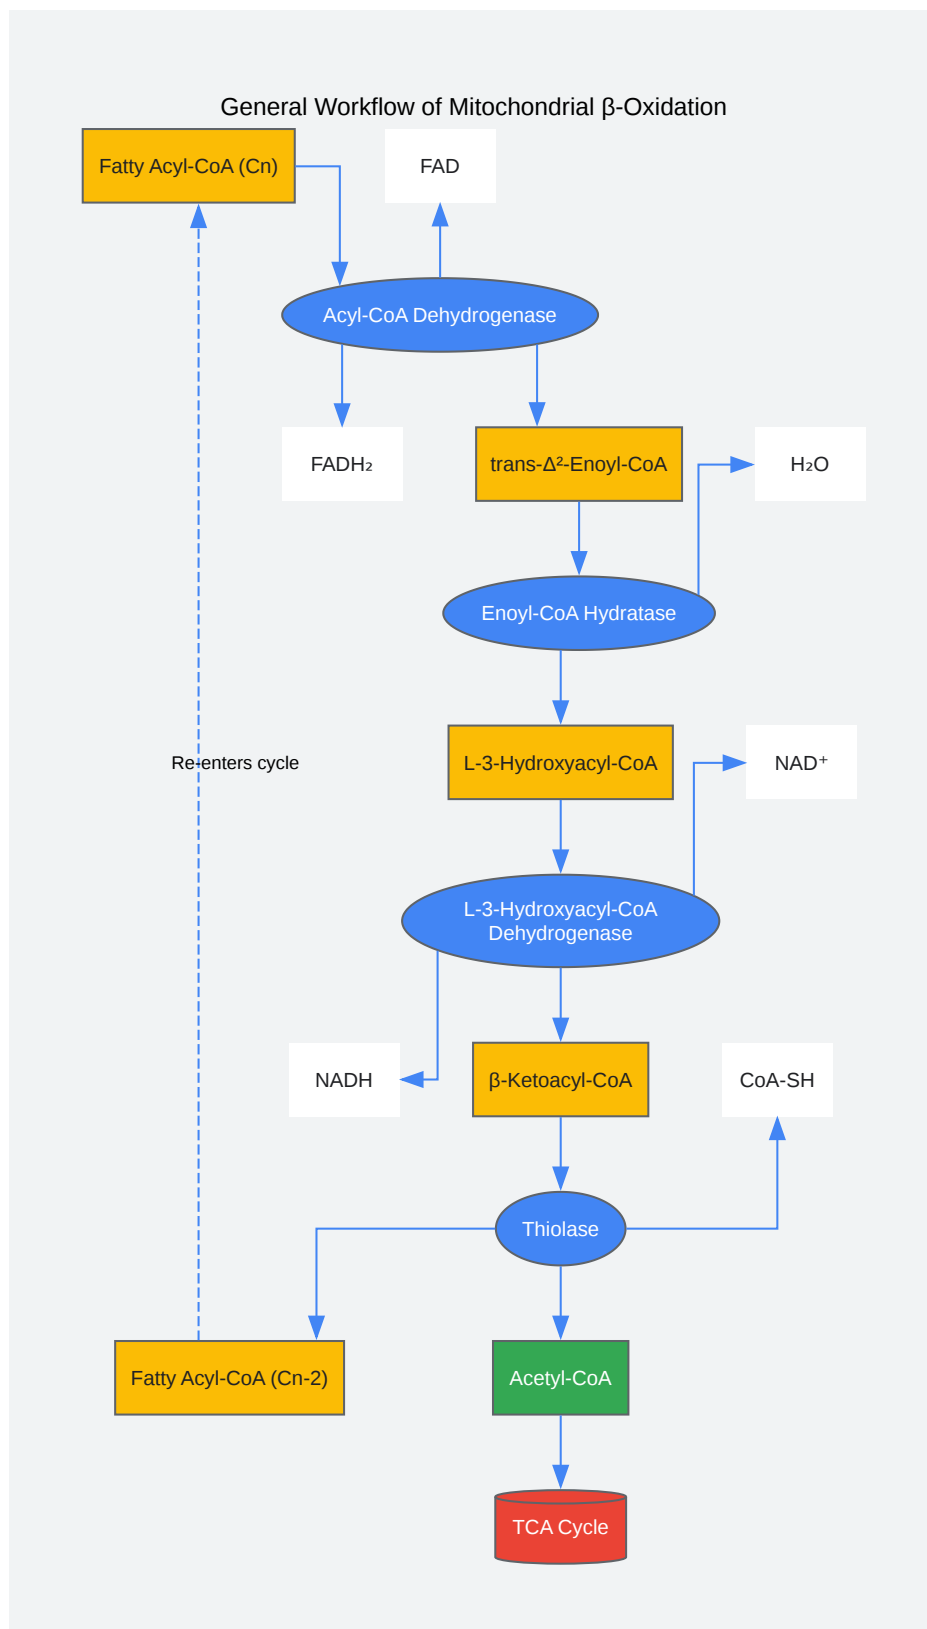 General Workflow of Mitochondrial β-Oxidation
Fatty Acyl-CoA (Cn)
FAD
Acyl-CoA Dehydrogenase
FADH₂
trans-Δ²-Enoyl-CoA
H₂O
Enoyl-CoA Hydratase
Re-enters cycle
L-3-Hydroxyacyl-CoA
NAD⁺
L-3-Hydroxyacyl-CoA
Dehydrogenase
NADH
β-Ketoacyl-CoA
CoA-SH
Thiolase
Fatty Acyl-CoA (Cn-2)
Acetyl-CoA
TCA Cycle